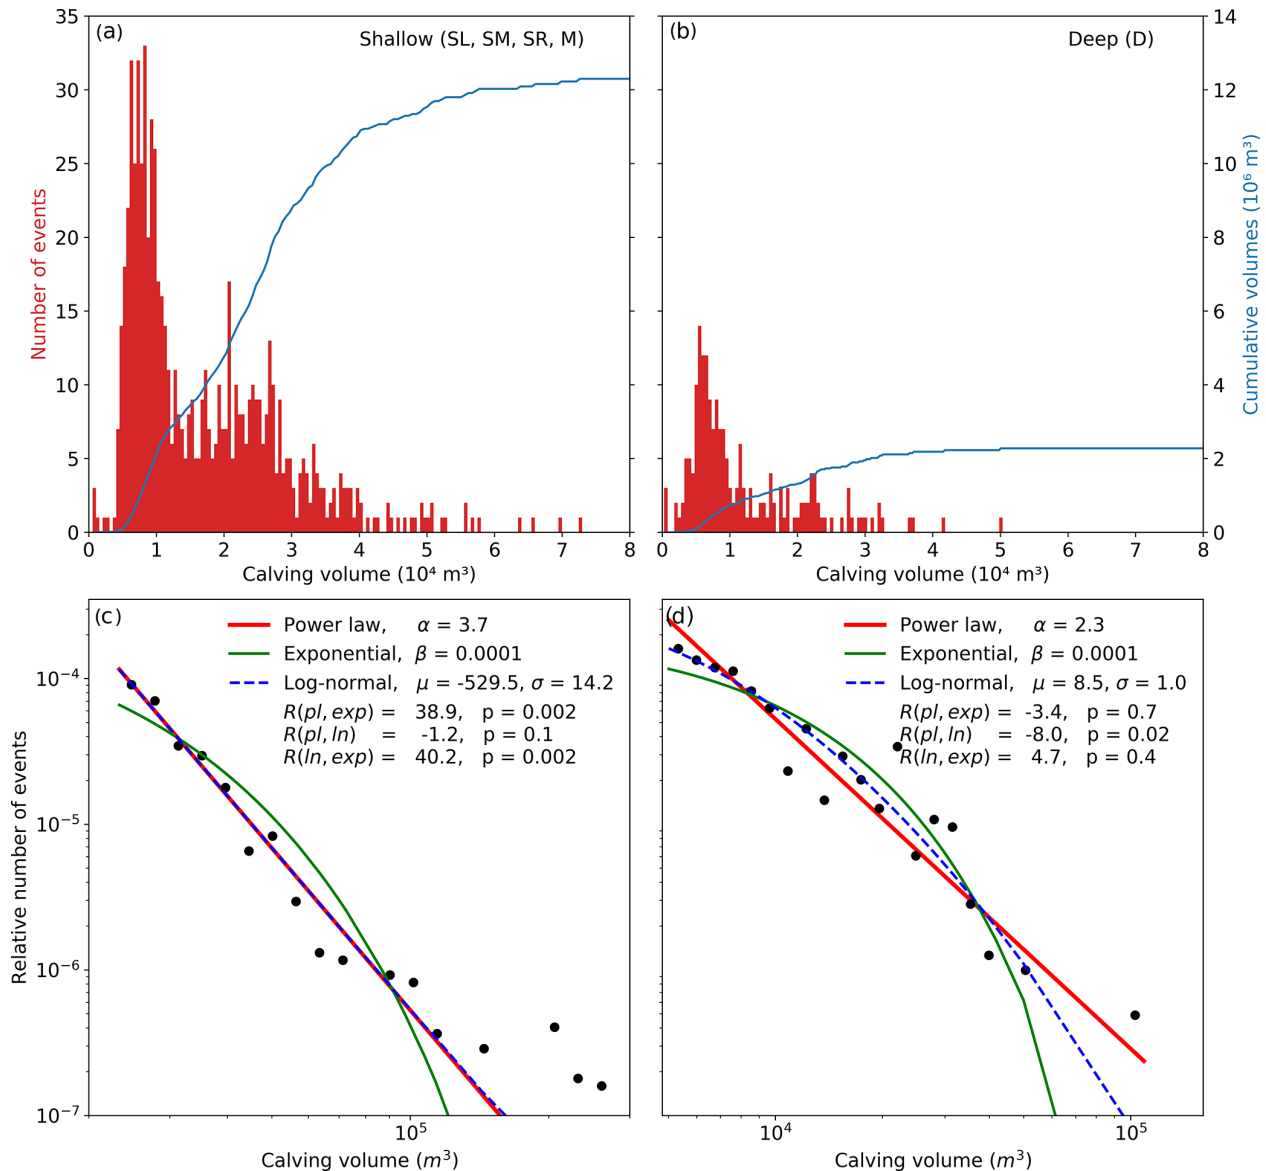 (a)
Shallow (SL, SM, SR, M)
35
30
25
20
15
10
5
0
Number of events
0 1 2 3 4 5 6 7 8
Calving volume (10⁴ m³)
(b)
Deep (D)
14
12
10
8
6
4
2
0
Cumulative volumes (10⁶ m³)
0 1 2 3 4 5 6 7 8
Calving volume (10⁴ m³)
(c)
Power law, α = 3.7
Exponential, β = 0.0001
Log-normal, μ = -529.5, σ = 14.2
R(pl,exp) = 38.9, p = 0.002
R(pl,ln) = -1.2, p = 0.1
R(ln,exp) = 40.2, p = 0.002
10⁻⁴
10⁻⁵
10⁻⁶
10⁻⁷
Relative number of events
10⁵
Calving volume (m³)
(d)
Power law, α = 2.3
Exponential, β = 0.0001
Log-normal, μ = 8.5, σ = 1.0
R(pl,exp) = -3.4, p = 0.7
R(pl,ln) = -8.0, p = 0.02
R(ln,exp) = 4.7, p = 0.4
10⁴ 10⁵
Calving volume (m³)